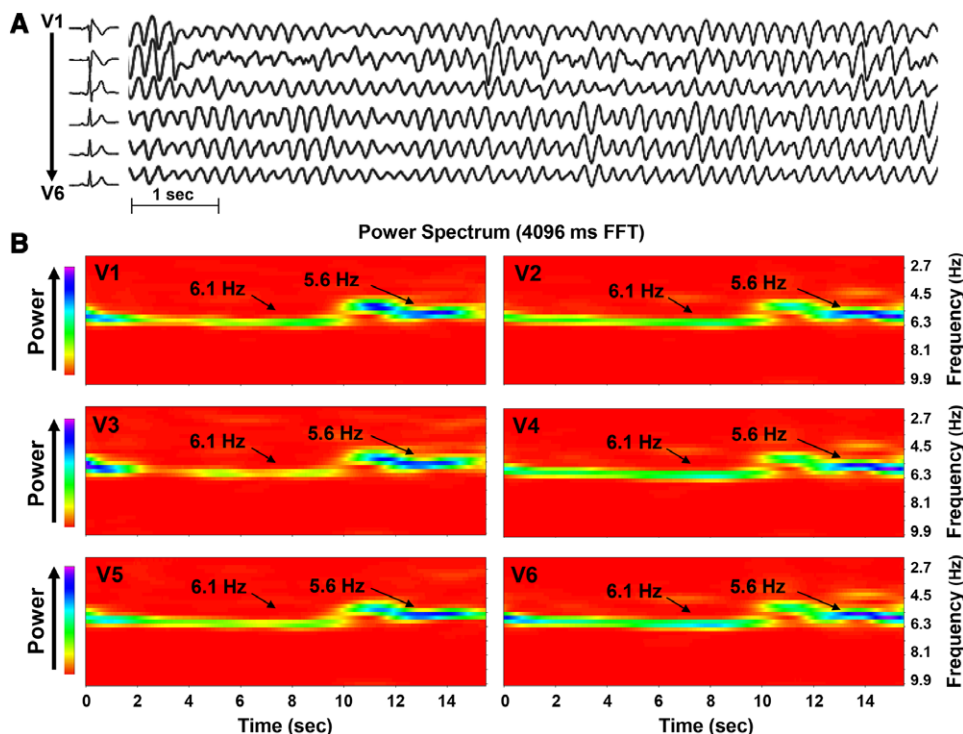 A
V1
V6
1 sec
B
Power Spectrum (4096 ms FFT)
Power
V1
6.1 Hz
5.6 Hz
V2
6.1 Hz
5.6 Hz
2.7
4.5
6.3
8.1
9.9
Frequency (Hz)
Power
V3
6.1 Hz
5.6 Hz
V4
6.1 Hz
5.6 Hz
2.7
4.5
6.3
8.1
9.9
Frequency (Hz)
Power
V5
6.1 Hz
5.6 Hz
V6
6.1 Hz
5.6 Hz
2.7
4.5
6.3
8.1
9.9
Frequency (Hz)
0 2 4 6 8 10 12 14
0 2 4 6 8 10 12 14
Time (sec)
Time (sec)